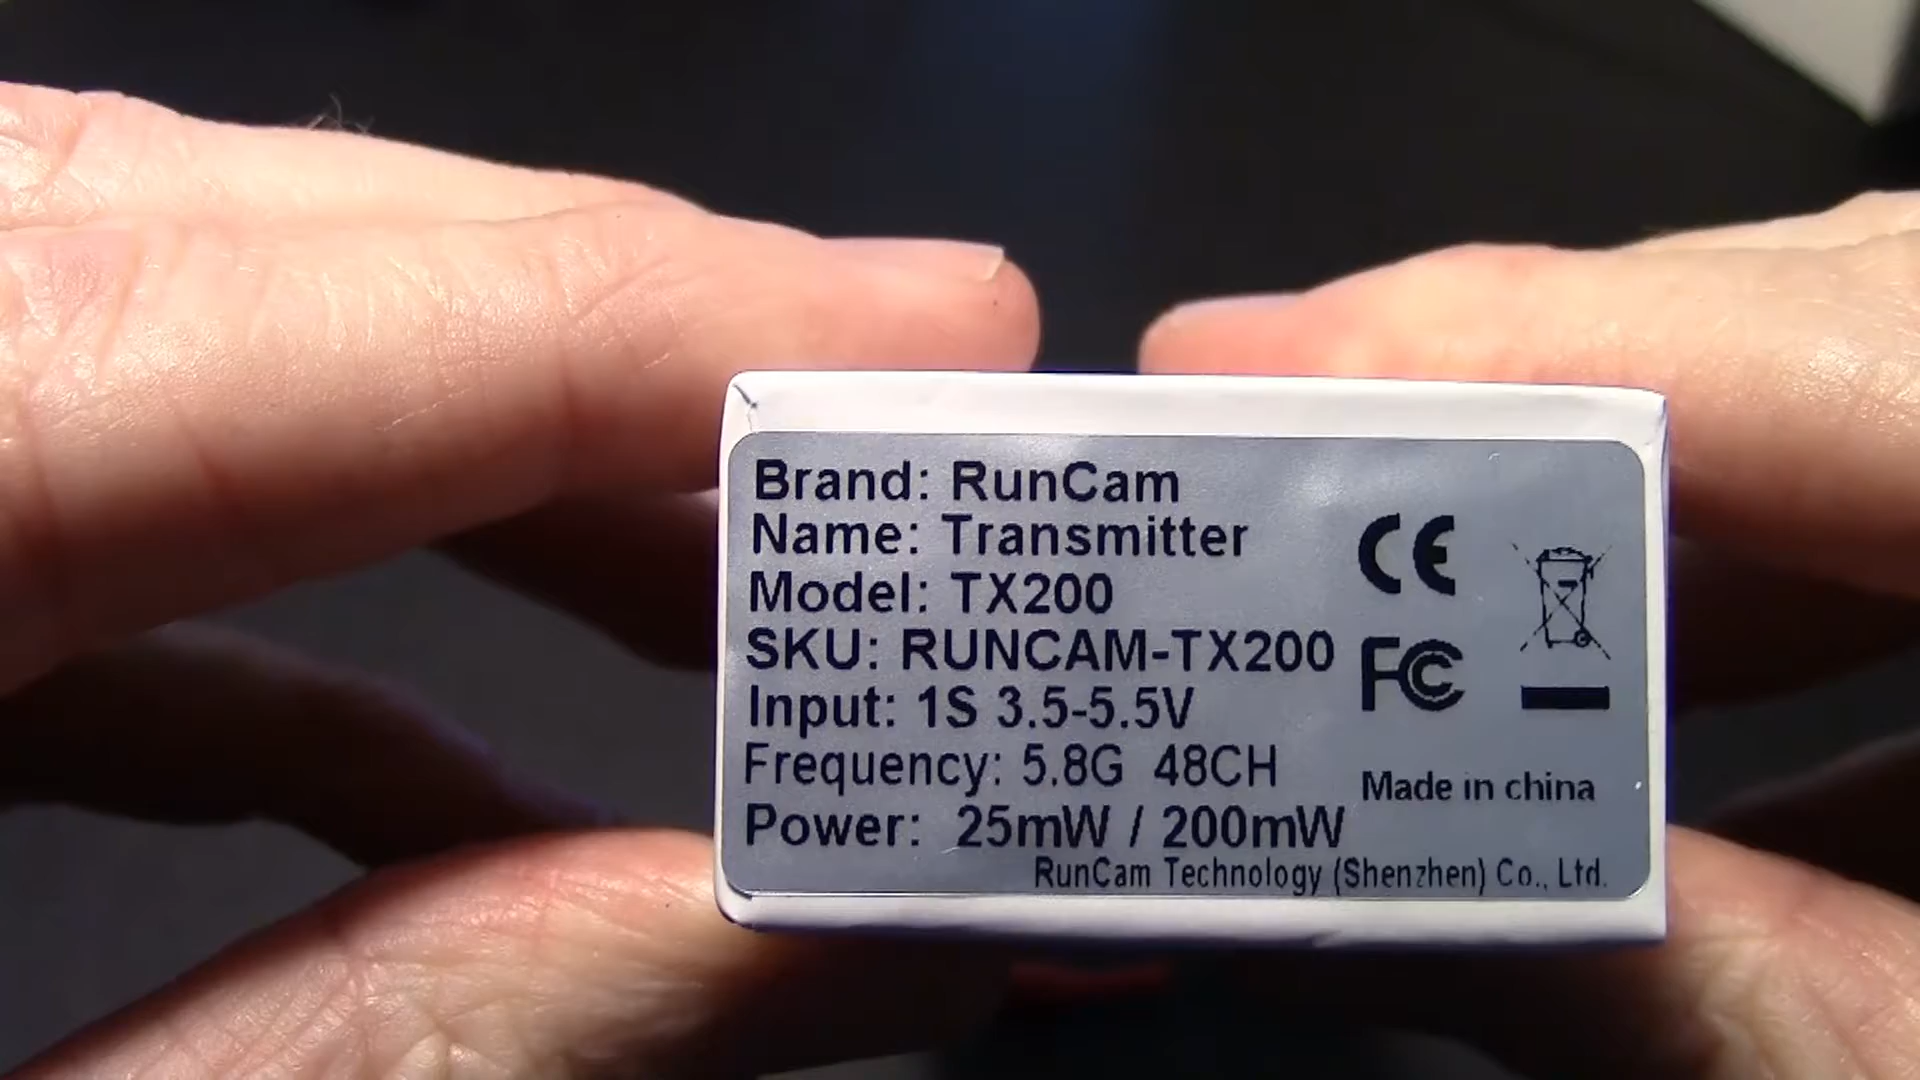 Brand: RunCam
Name: Transmitter
Model: TX200
SKU: RUNCAM-TX200
Input: 1S 3.5-5.5V
Frequency: 5.8G 48CH
Power: 25mW / 200mW
CE
FC
Made in china
RunCam Technology (Shenzhen) Co., Ltd.